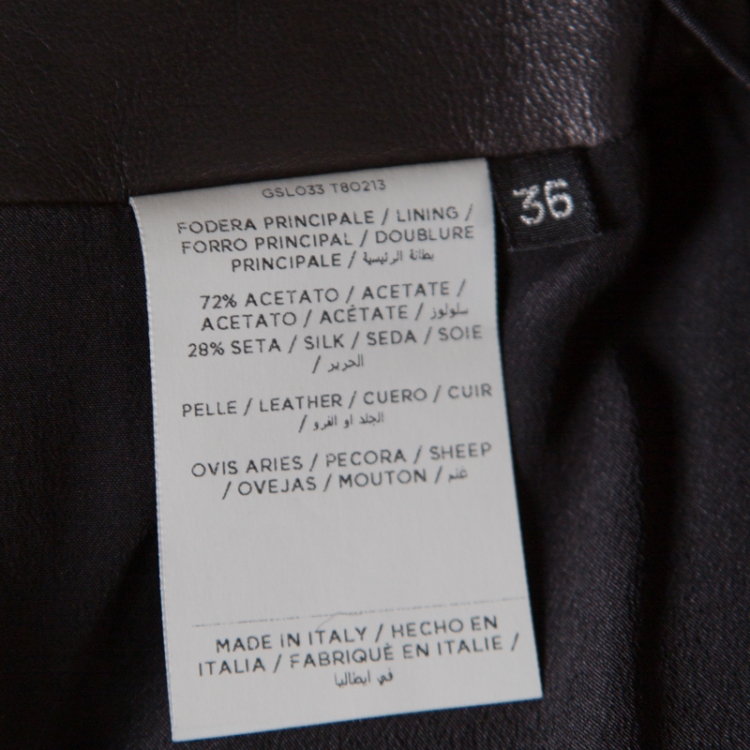 GSL033 T80213
36
FODERA PRINCIPALE / LINING /
FORRO PRINCIPAL / DOUBLURE
PRINCIPALE / بطانة الرئيسية
72% ACETATO / ACETATE /
ACETATO / ACÉTATE / سلولوز
28% SETA / SILK / SEDA / SOIE
/ الحرير
PELLE / LEATHER / CUERO / CUIR
/ الجلد او الفرو
OVIS ARIES / PECORA / SHEEP
/ OVEJAS / MOUTON / غنم
MADE IN ITALY / HECHO EN
ITALIA / FABRIQUÈ EN ITALIE /
في ايطاليا